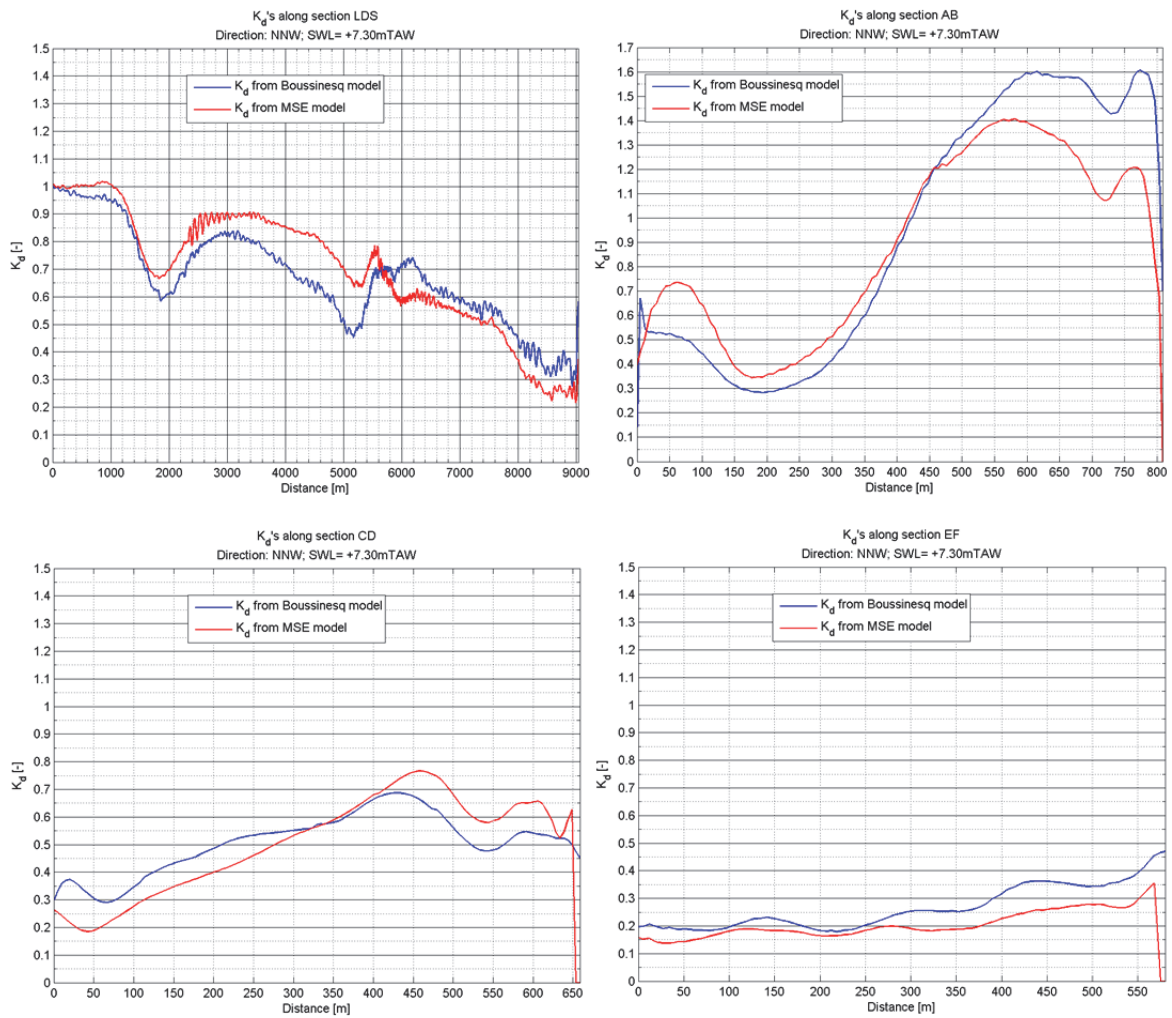 K_d's along section LDS
Direction: NNW; SWL= +7.30mTAW
K_d from Boussinesq model
K_d from MSE model
1.5
1.4
1.3
1.2
1.1
1
0.9
0.8
0.7
0.6
0.5
0.4
0.3
0.2
0.1
0
K_d [-]
0 1000 2000 3000 4000 5000 6000 7000 8000 9000
Distance [m]
K_d's along section AB
Direction: NNW; SWL= +7.30mTAW
K_d from Boussinesq model
K_d from MSE model
1.7
1.6
1.5
1.4
1.3
1.2
1.1
1
0.9
0.8
0.7
0.6
0.5
0.4
0.3
0.2
0.1
0
K_d [-]
0 50 100 150 200 250 300 350 400 450 500 550 600 650 700 750 800
Distance [m]
K_d's along section CD
Direction: NNW; SWL= +7.30mTAW
K_d from Boussinesq model
K_d from MSE model
1.5
1.4
1.3
1.2
1.1
1
0.9
0.8
0.7
0.6
0.5
0.4
0.3
0.2
0.1
0
K_d [-]
0 50 100 150 200 250 300 350 400 450 500 550 600 650
Distance [m]
K_d's along section EF
Direction: NNW; SWL= +7.30mTAW
K_d from Boussinesq model
K_d from MSE model
1.5
1.4
1.3
1.2
1.1
1
0.9
0.8
0.7
0.6
0.5
0.4
0.3
0.2
0.1
0
K_d [-]
0 50 100 150 200 250 300 350 400 450 500 550
Distance [m]